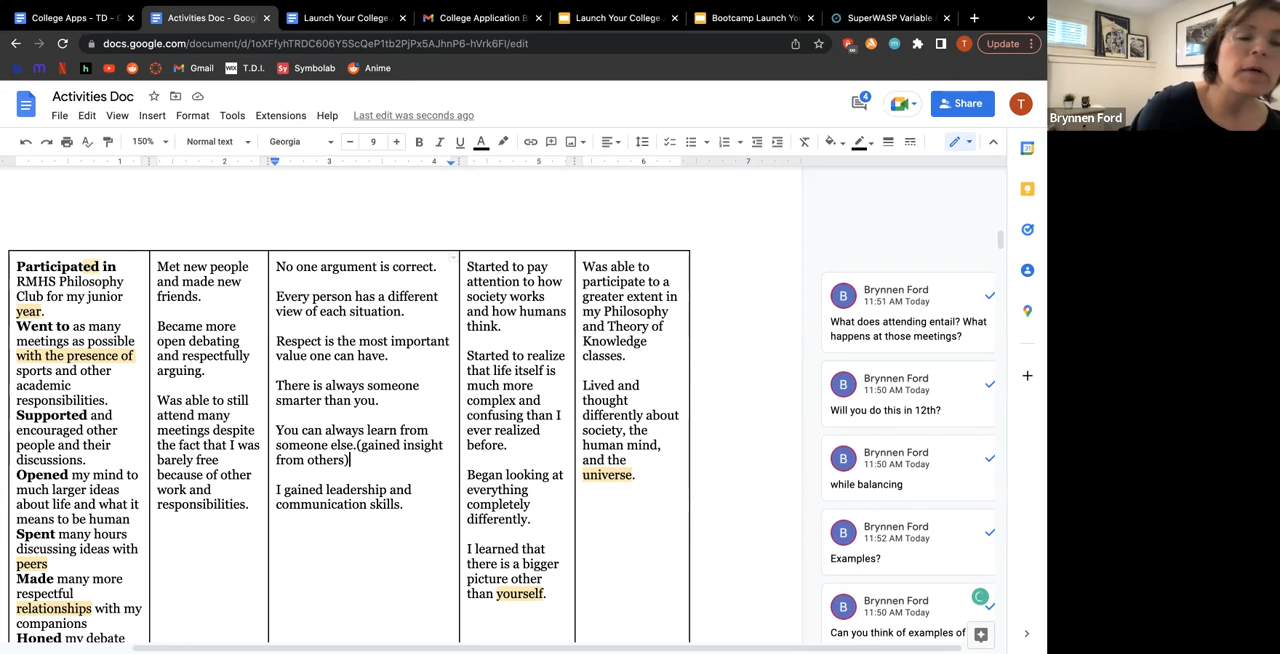 College Apps - TD - C
Activities Doc - Goog
Launch Your College
College Application B
Launch Your College
Bootcamp Launch Yo
SuperWASP Variable
docs.google.com/document/d/1oXFfyhTRDC606Y5ScQeP1tb2PjPx5AJhnP6-hVrk6FI/edit
T
Update
Gmail
WIX T.D.I.
Sy Symbolab
Anime
Activities Doc
File Edit View Insert Format Tools Extensions Help
Last edit was seconds ago
4
Share
T
150%
Normal text
Georgia
9
B I U A
1 2 3 4 5 6 7
Participated in
RMHS Philosophy
Club for my junior
year.
Went to as many
meetings as possible
with the presence of
sports and other
academic
responsibilities.
Supported and
encouraged other
people and their
discussions.
Opened my mind to
much larger ideas
about life and what it
means to be human
Spent many hours
discussing ideas with
peers
Made many more
respectful
relationships with my
companions
Honed my debate
Met new people
and made new
friends.
Became more
open debating
and respectfully
arguing.
Was able to still
attend many
meetings despite
the fact that I was
barely free
because of other
work and
responsibilities.
No one argument is correct.
Every person has a different
view of each situation.
Respect is the most important
value one can have.
There is always someone
smarter than you.
You can always learn from
someone else.(gained insight
from others)
I gained leadership and
communication skills.
Started to pay
attention to how
society works
and how humans
think.
Started to realize
that life itself is
much more
complex and
confusing than I
ever realized
before.
Began looking at
everything
completely
differently.
I learned that
there is a bigger
picture other
than yourself.
Was able to
participate to a
greater extent in
my Philosophy
and Theory of
Knowledge
classes.
Lived and
thought
differently about
society, the
human mind,
and the
universe.
B
Brynnen Ford
11:51 AM Today
What does attending entail? What
happens at those meetings?
B
Brynnen Ford
11:50 AM Today
Will you do this in 12th?
B
Brynnen Ford
11:50 AM Today
while balancing
B
Brynnen Ford
11:52 AM Today
Examples?
B
Brynnen Ford
11:50 AM Today
Can you think of examples of
Brynnen Ford